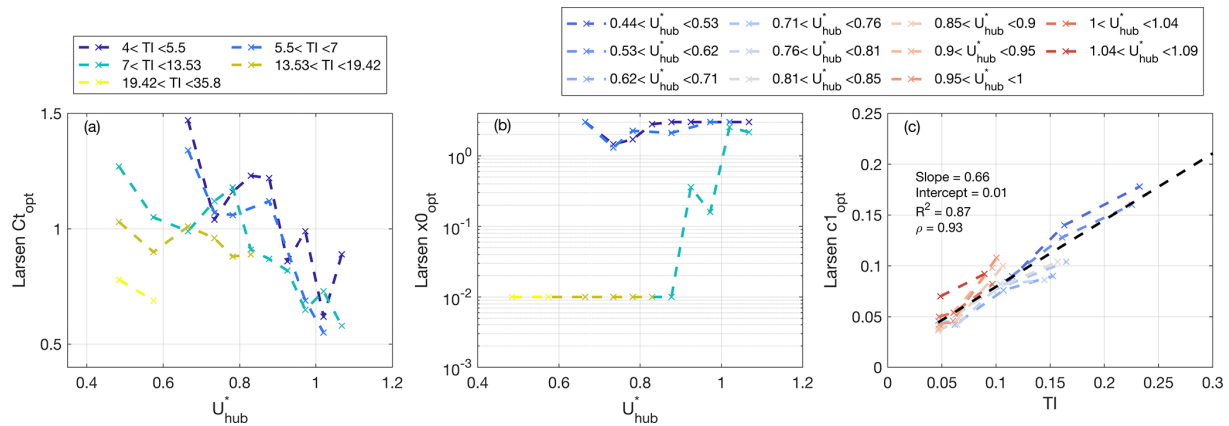 4< TI <5.5
5.5< TI <7
7< TI <13.53
13.53< TI <19.42
19.42< TI <35.8
0.44< U*hub <0.53
0.71< U*hub <0.76
0.85< U*hub <0.9
1< U*hub <1.04
0.53< U*hub <0.62
0.76< U*hub <0.81
0.9< U*hub <0.95
1.04< U*hub <1.09
0.62< U*hub <0.71
0.81< U*hub <0.85
0.95< U*hub <1
(a)
Larsen Ctopt
1.5
1
0.5
0.4
0.6
0.8
1
1.2
U*hub
(b)
Larsen x0opt
10^0
10^-1
10^-2
10^-3
0.4
0.6
0.8
1
1.2
U*hub
(c)
Slope = 0.66
Intercept = 0.01
R^2 = 0.87
ρ = 0.93
Larsen c1opt
0.25
0.2
0.15
0.1
0.05
0
0
0.05
0.1
0.15
0.2
0.25
0.3
TI